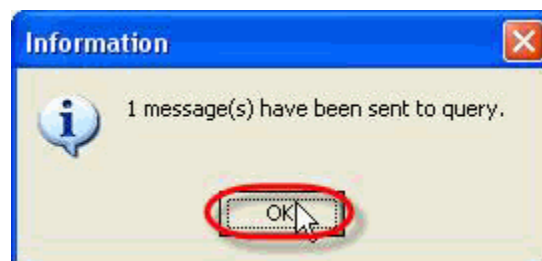 Information
1 message(s) have been sent to query.
OK